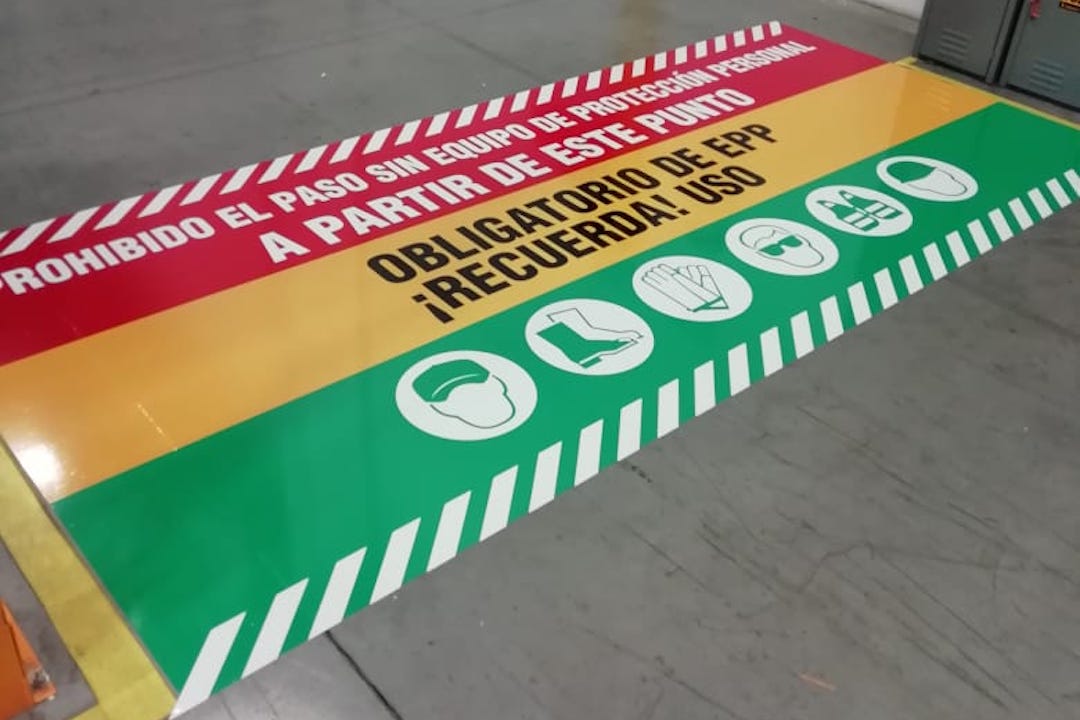 PROHIBIDO EL PASO SIN EQUIPO DE PROTECCIÓN PERSONAL
A PARTIR DE ESTE PUNTO
OBLIGATORIO DE EPP
¡RECUERDA!. USO